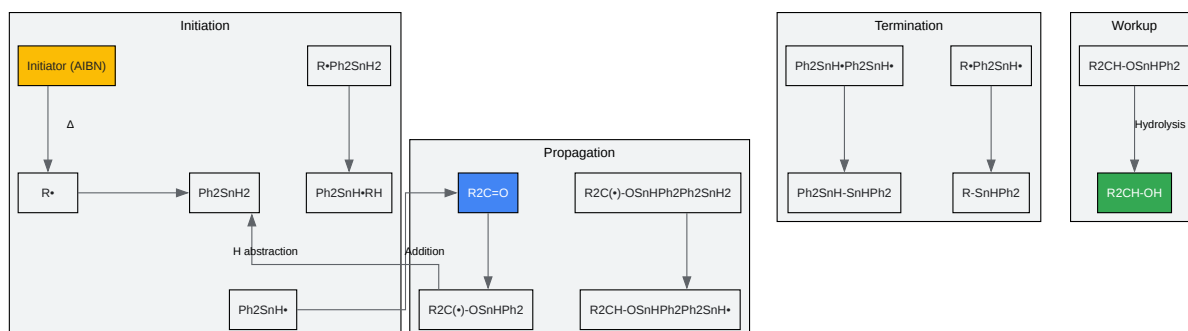 Initiation
Initiator (AIBN)
R•Ph2SnH2
Δ
R•
Ph2SnH2
Ph2SnH•RH
H abstraction
Ph2SnH•
Propagation
R2C=O
R2C(•)-OSnHPh2Ph2SnH2
Addition
R2C(•)-OSnHPh2
R2CH-OSnHPh2Ph2SnH•
Termination
Ph2SnH•Ph2SnH•
R•Ph2SnH•
Ph2SnH-SnHPh2
R-SnHPh2
Workup
R2CH-OSnHPh2
Hydrolysis
R2CH-OH